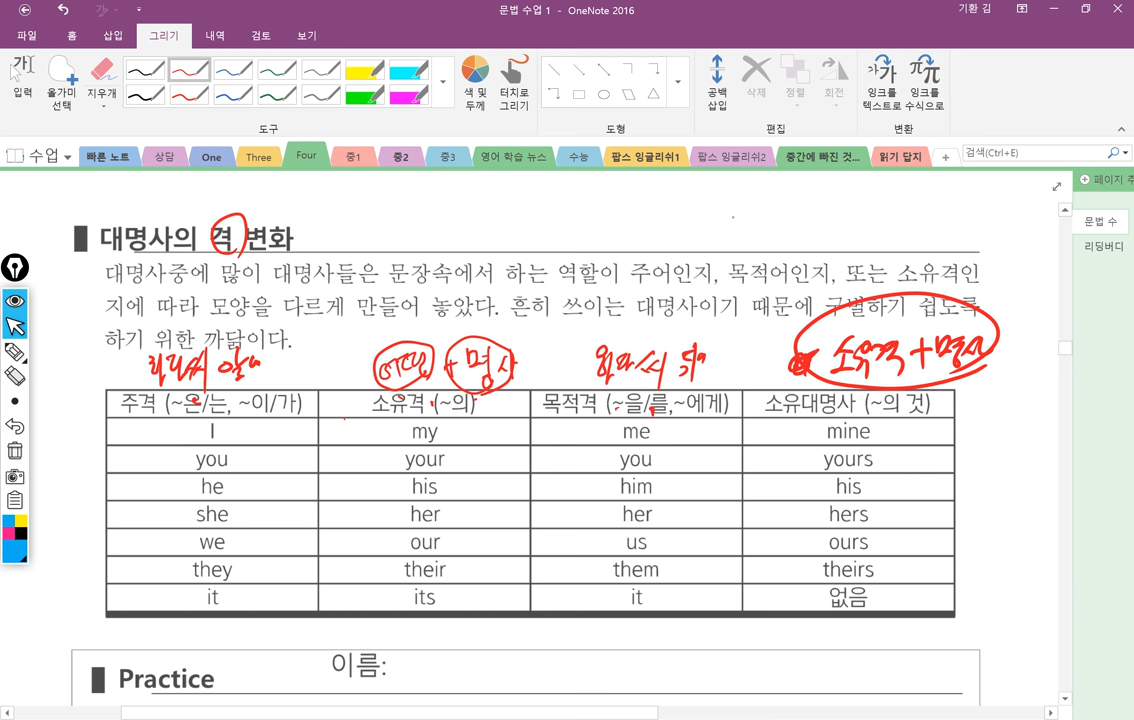 문법 수업 1 - OneNote 2016
기환 김
파일 홈 삽입 그리기 내역 검토 보기
입력
올가미 선택
지우개
색 및 두께
터치로 그리기
공백 삽입
삭제
정렬
회전
잉크를 텍스트로
잉크를 수식으로
도구
도형
편집
변환
수업
빠른 노트 상담 One Three Four 중1 중2 중3 영어 학습 뉴스 수능 팝스 잉글리쉬1 팝스 잉글리쉬2 중간에 빠진 것... 읽기 답지
검색(Ctrl+E)
페이지 추
문법 수
리딩버디
대명사의 격 변화
대명사중에 많이 대명사들은 문장속에서 하는 역할이 주어인지, 목적어인지, 또는 소유격인
지에 따라 모양을 다르게 만들어 놓았다. 흔히 쓰이는 대명사이기 때문에 구별하기 쉽도록
하기 위한 까닭이다.
+ 명사
소유격 + 명사
주격 (~은/는, ~이/가) 소유격 (~의) 목적격 (~을/를,~에게) 소유대명사 (~의 것)
I my me mine
you your you yours
he his him his
she her her hers
we our us ours
they their them theirs
it its it 없음
이름:
Practice